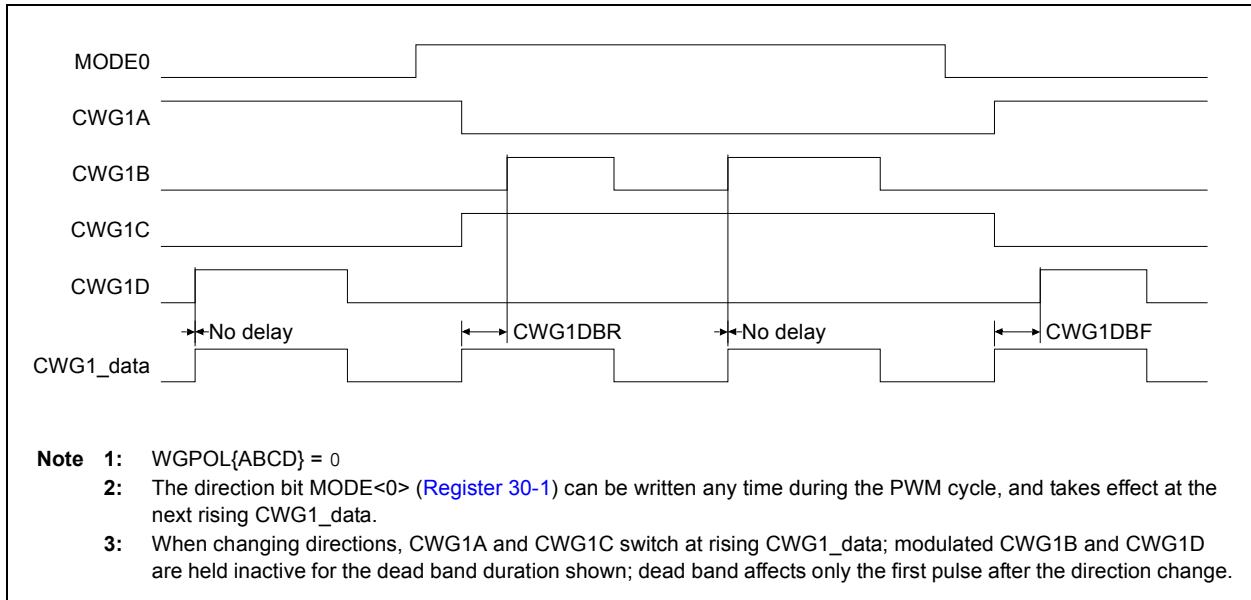 MODE0
CWG1A
CWG1B
CWG1C
CWG1D
No delay CWG1DBR No delay CWG1DBF
CWG1_data
Note 1: WGPOL{ABCD} = 0
2: The direction bit MODE<0> (Register 30-1) can be written any time during the PWM cycle, and takes effect at the
next rising CWG1_data.
3: When changing directions, CWG1A and CWG1C switch at rising CWG1_data; modulated CWG1B and CWG1D
are held inactive for the dead band duration shown; dead band affects only the first pulse after the direction change.